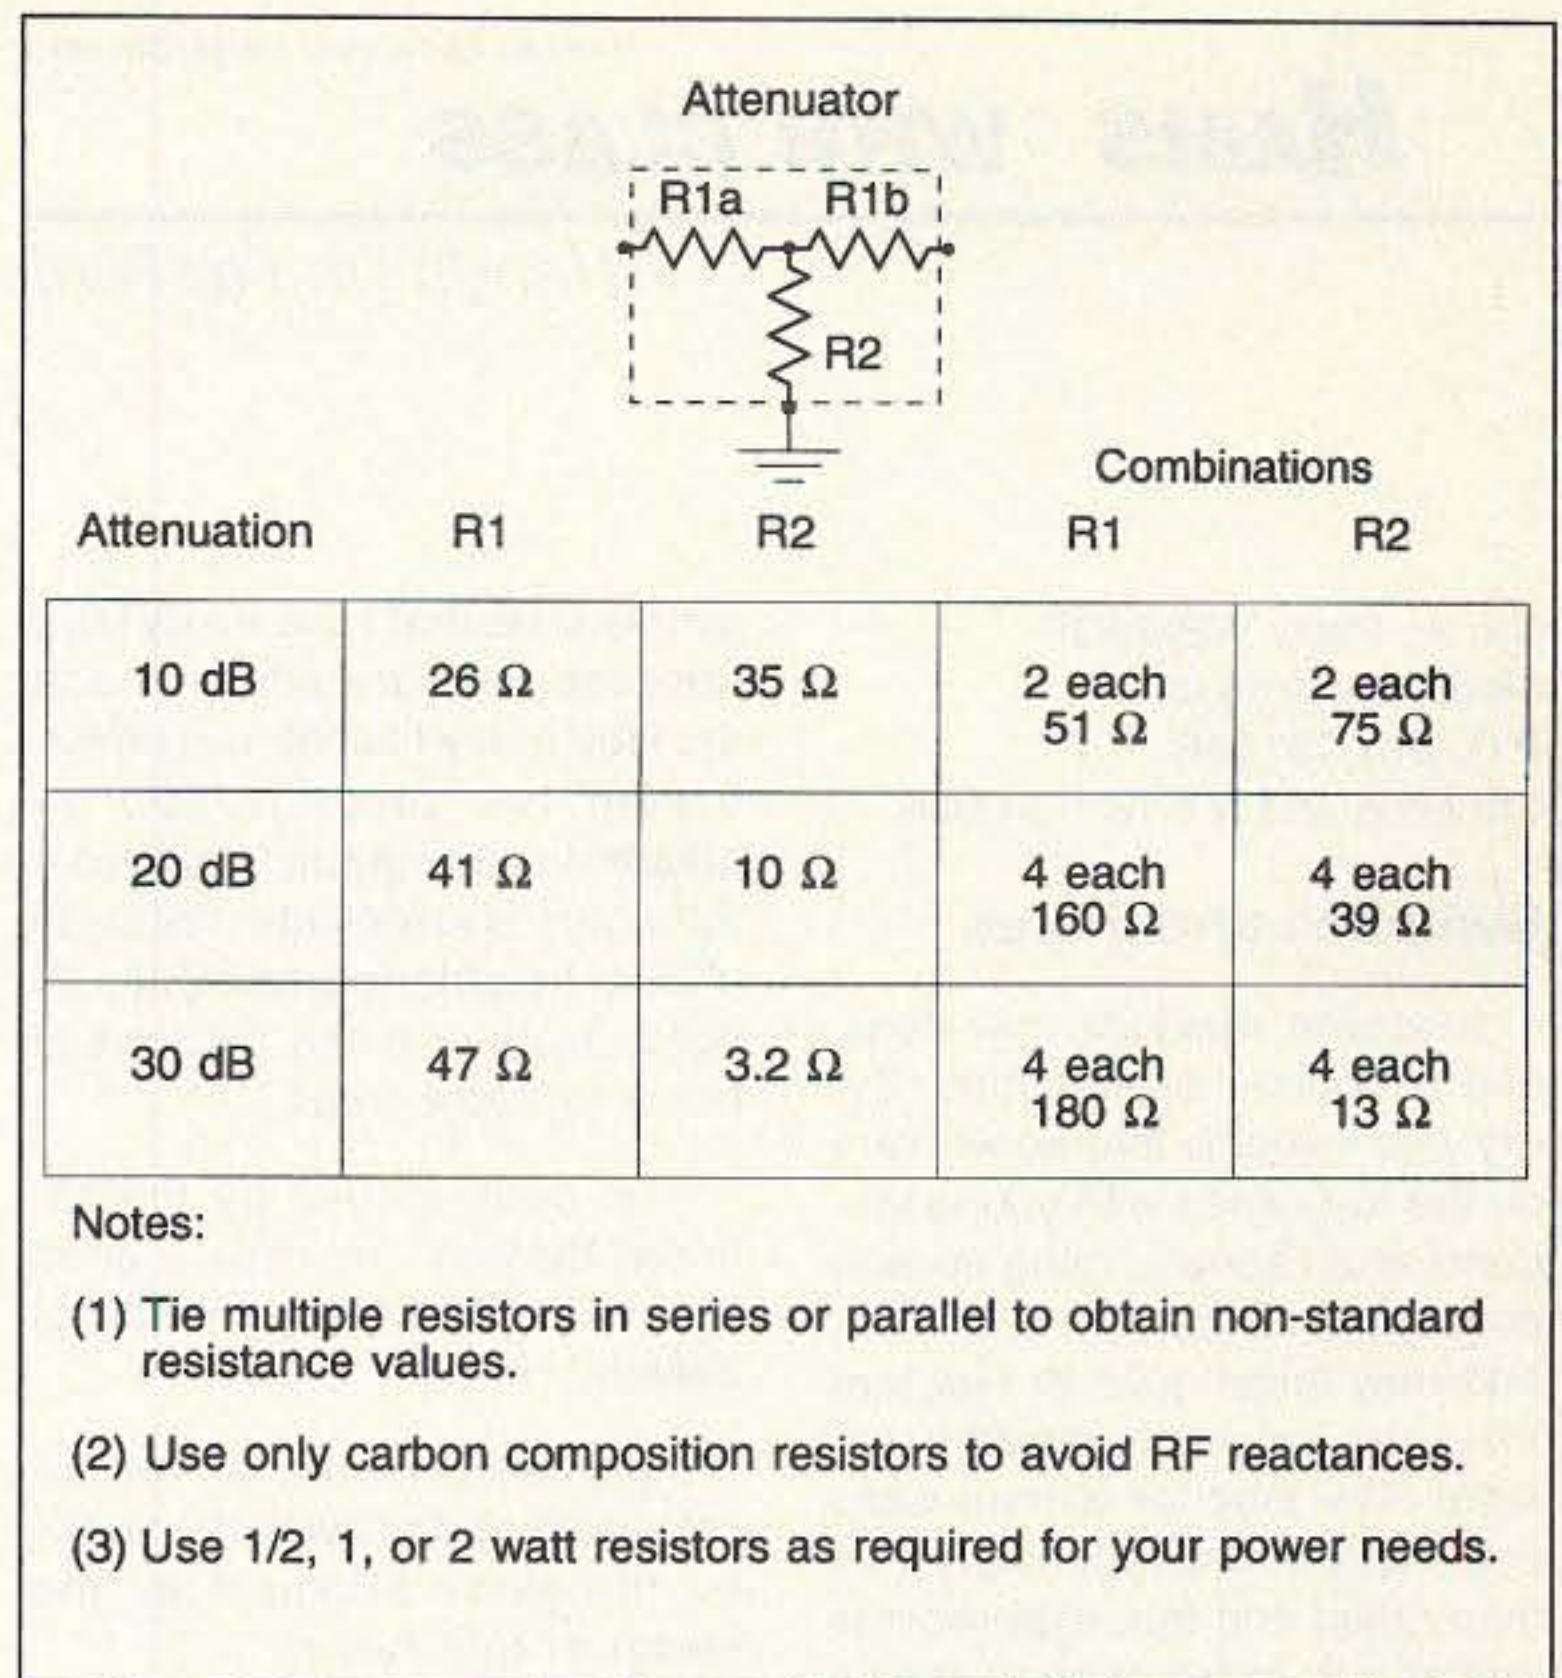 Attenuator
R1a R1b
R2
Combinations
Attenuation R1 R2 R1 R2
10 dB 26 Ω 35 Ω 2 each 51 Ω 2 each 75 Ω
20 dB 41 Ω 10 Ω 4 each 160 Ω 4 each 39 Ω
30 dB 47 Ω 3.2 Ω 4 each 180 Ω 4 each 13 Ω
Notes:
(1) Tie multiple resistors in series or parallel to obtain non-standard
resistance values.
(2) Use only carbon composition resistors to avoid RF reactances.
(3) Use 1/2, 1, or 2 watt resistors as required for your power needs.